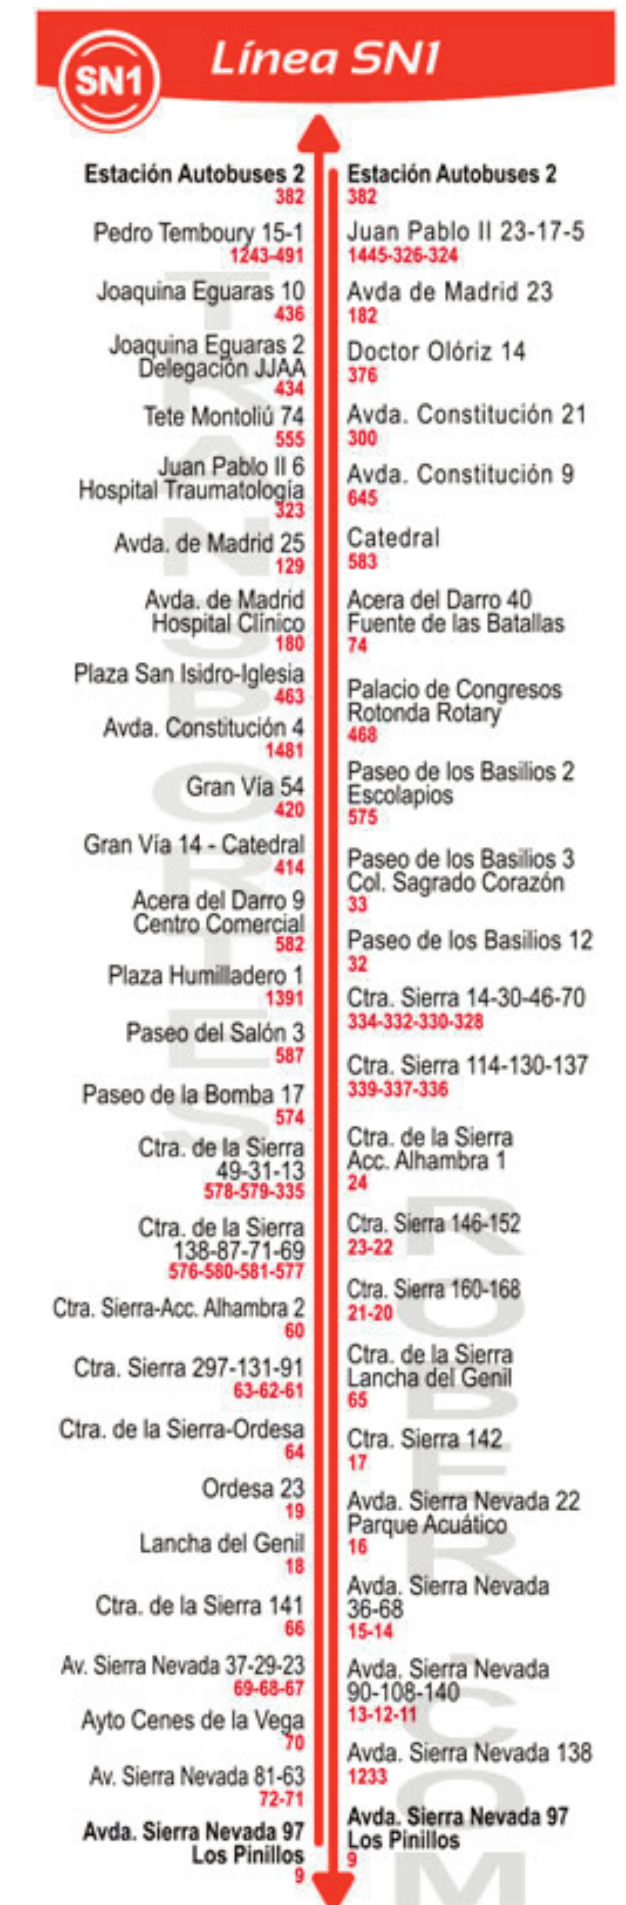 SN1
Línea SN1
Estación Autobuses 2
382
Pedro Temboury 15-1
1243-491
Joaquina Eguaras 10
436
Joaquina Eguaras 2
Delegación JJAA
434
Tete Montoliú 74
555
Juan Pablo II 6
Hospital Traumatología
323
Avda. de Madrid 25
129
Avda. de Madrid
Hospital Clínico
180
Plaza San Isidro-Iglesia
463
Avda. Constitución 4
1481
Gran Vía 54
420
Gran Vía 14 - Catedral
414
Acera del Darro 9
Centro Comercial
582
Plaza Humilladero 1
1391
Paseo del Salón 3
587
Paseo de la Bomba 17
574
Ctra. de la Sierra
49-31-13
578-579-335
Ctra. de la Sierra
138-87-71-69
576-580-581-577
Ctra. Sierra-Acc. Alhambra 2
60
Ctra. Sierra 297-131-91
63-62-61
Ctra. de la Sierra-Ordesa
64
Ordesa 23
19
Lancha del Genil
18
Ctra. de la Sierra 141
66
Av. Sierra Nevada 37-29-23
69-68-67
Ayto Cenes de la Vega
70
Av. Sierra Nevada 81-63
72-71
Avda. Sierra Nevada 97
Los Pinillos
9
Estación Autobuses 2
382
Juan Pablo II 23-17-5
1445-326-324
Avda de Madrid 23
182
Doctor Olóriz 14
376
Avda. Constitución 21
300
Avda. Constitución 9
645
Catedral
583
Acera del Darro 40
Fuente de las Batallas
74
Palacio de Congresos
Rotonda Rotary
468
Paseo de los Basilios 2
Escolapios
575
Paseo de los Basilios 3
Col. Sagrado Corazón
33
Paseo de los Basilios 12
32
Ctra. Sierra 14-30-46-70
334-332-330-328
Ctra. Sierra 114-130-137
339-337-336
Ctra. de la Sierra
Acc. Alhambra 1
24
Ctra. Sierra 146-152
23-22
Ctra. Sierra 160-168
21-20
Ctra. de la Sierra
Lancha del Genil
65
Ctra. Sierra 142
17
Avda. Sierra Nevada 22
Parque Acuático
16
Avda. Sierra Nevada
36-68
15-14
Avda. Sierra Nevada
90-108-140
13-12-11
Avda. Sierra Nevada 138
1233
Avda. Sierra Nevada 97
Los Pinillos
9
TRANSPORTES
ROBER.COM